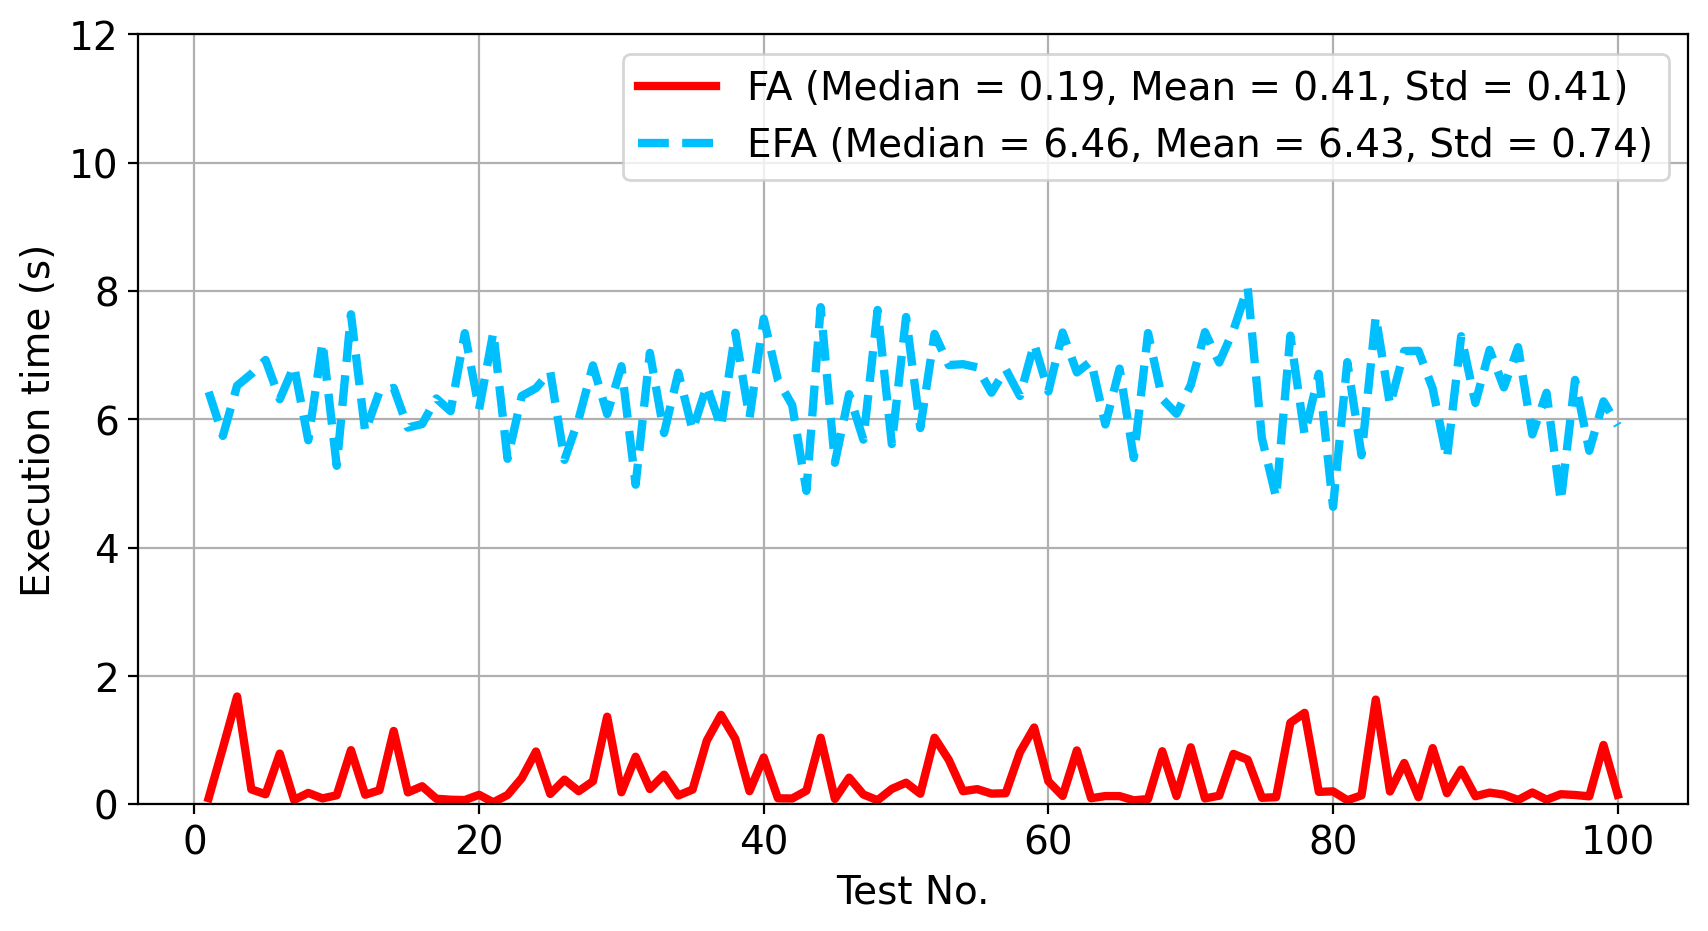 FA (Median = 0.19, Mean = 0.41, Std = 0.41)
EFA (Median = 6.46, Mean = 6.43, Std = 0.74)
Execution time (s)
12
10
8
6
4
2
0
0 20 40 60 80 100
Test No.